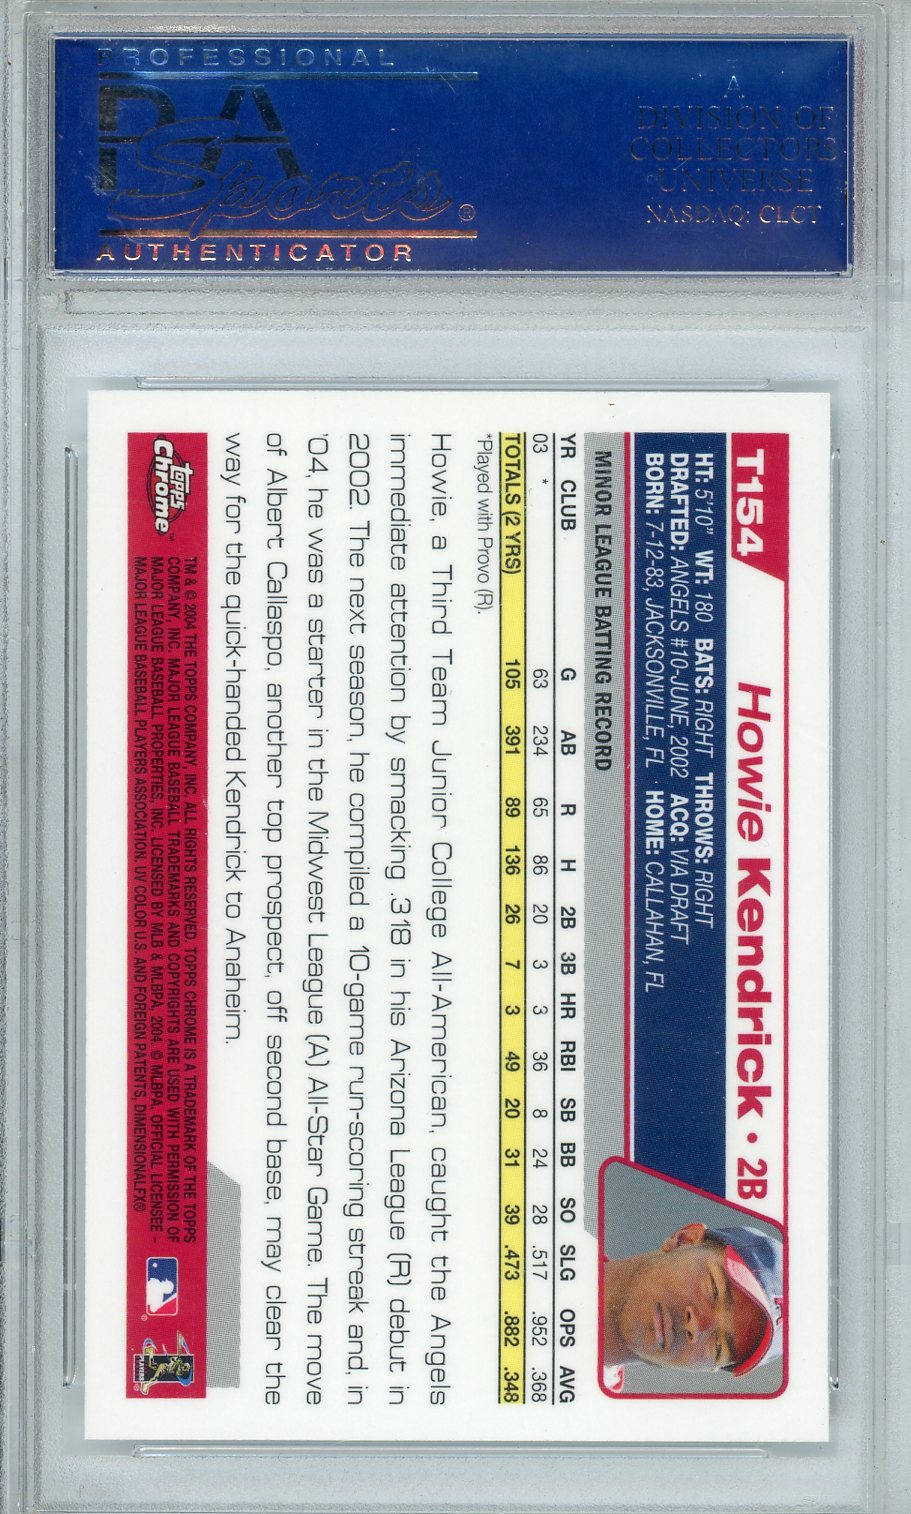 PROFESSIONAL
PSA
Sports®
AUTHENTICATOR
A
DIVISION OF
COLLECTORS
UNIVERSE
NASDAQ: CLCT
T154
Howie Kendrick • 2B
HT: 5'10" WT: 180 BATS: RIGHT THROWS: RIGHT
DRAFTED: ANGELS #10-JUNE, 2002 ACQ: VIA DRAFT
BORN: 7-12-83, JACKSONVILLE, FL HOME: CALLAHAN, FL
MINOR LEAGUE BATTING RECORD
YR CLUB G AB R H 2B 3B HR RBI SB BB SO SLG OPS AVG
03 * 63 234 65 86 20 3 3 36 8 24 28 .517 .952 .368
TOTALS (2 YRS) 105 391 89 136 26 7 3 49 20 31 39 .473 .882 .348
*Played with Provo (R).
Howie, a Third Team Junior College All-American, caught the Angels
immediate attention by smacking .318 in his Arizona League (R) debut in
2002. The next season, he compiled a 10-game run-scoring streak and, in
'04, he was a starter in the Midwest League (A) All-Star Game. The move
of Albert Callaspo, another top prospect, off second base, may clear the
way for the quick-handed Kendrick to Anaheim.
Topps
Chrome™
TM & © 2004 THE TOPPS COMPANY, INC. ALL RIGHTS RESERVED. TOPPS CHROME IS A TRADEMARK OF THE TOPPS
COMPANY, INC. MAJOR LEAGUE BASEBALL TRADEMARKS AND COPYRIGHTS ARE USED WITH PERMISSION OF
MAJOR LEAGUE BASEBALL PROPERTIES, INC. LICENSED BY MLB & MLBPA, 2004. © MLBPA, OFFICIAL LICENSEE -
MAJOR LEAGUE BASEBALL PLAYERS ASSOCIATION. UV COLOR U.S. AND FOREIGN PATENTS, DIMENSIONALFX®
PLAYERS